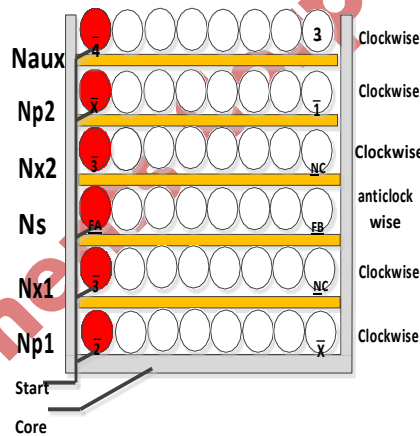 4 3 Clockwise
Naux
Np2 X 1 Clockwise
Nx2 3 NC Clockwise
Ns FA FB anticlock
wise
Nx1 3 NC Clockwise
Np1 2 X Clockwise
Start
Core